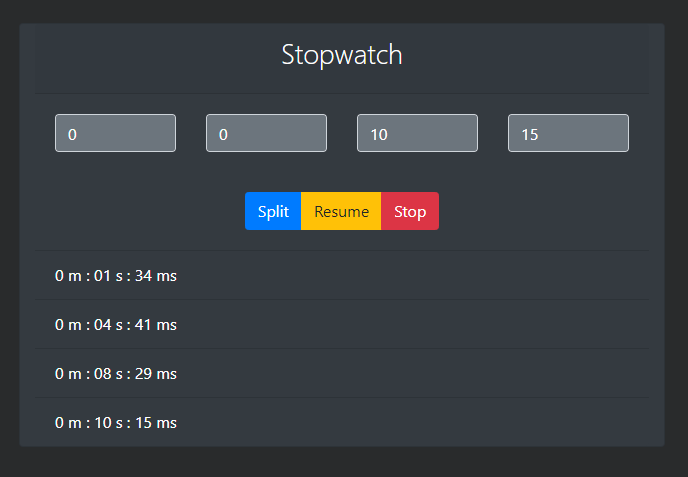 Stopwatch
0 0 10 15
Split Resume Stop
0 m : 01 s : 34 ms
0 m : 04 s : 41 ms
0 m : 08 s : 29 ms
0 m : 10 s : 15 ms